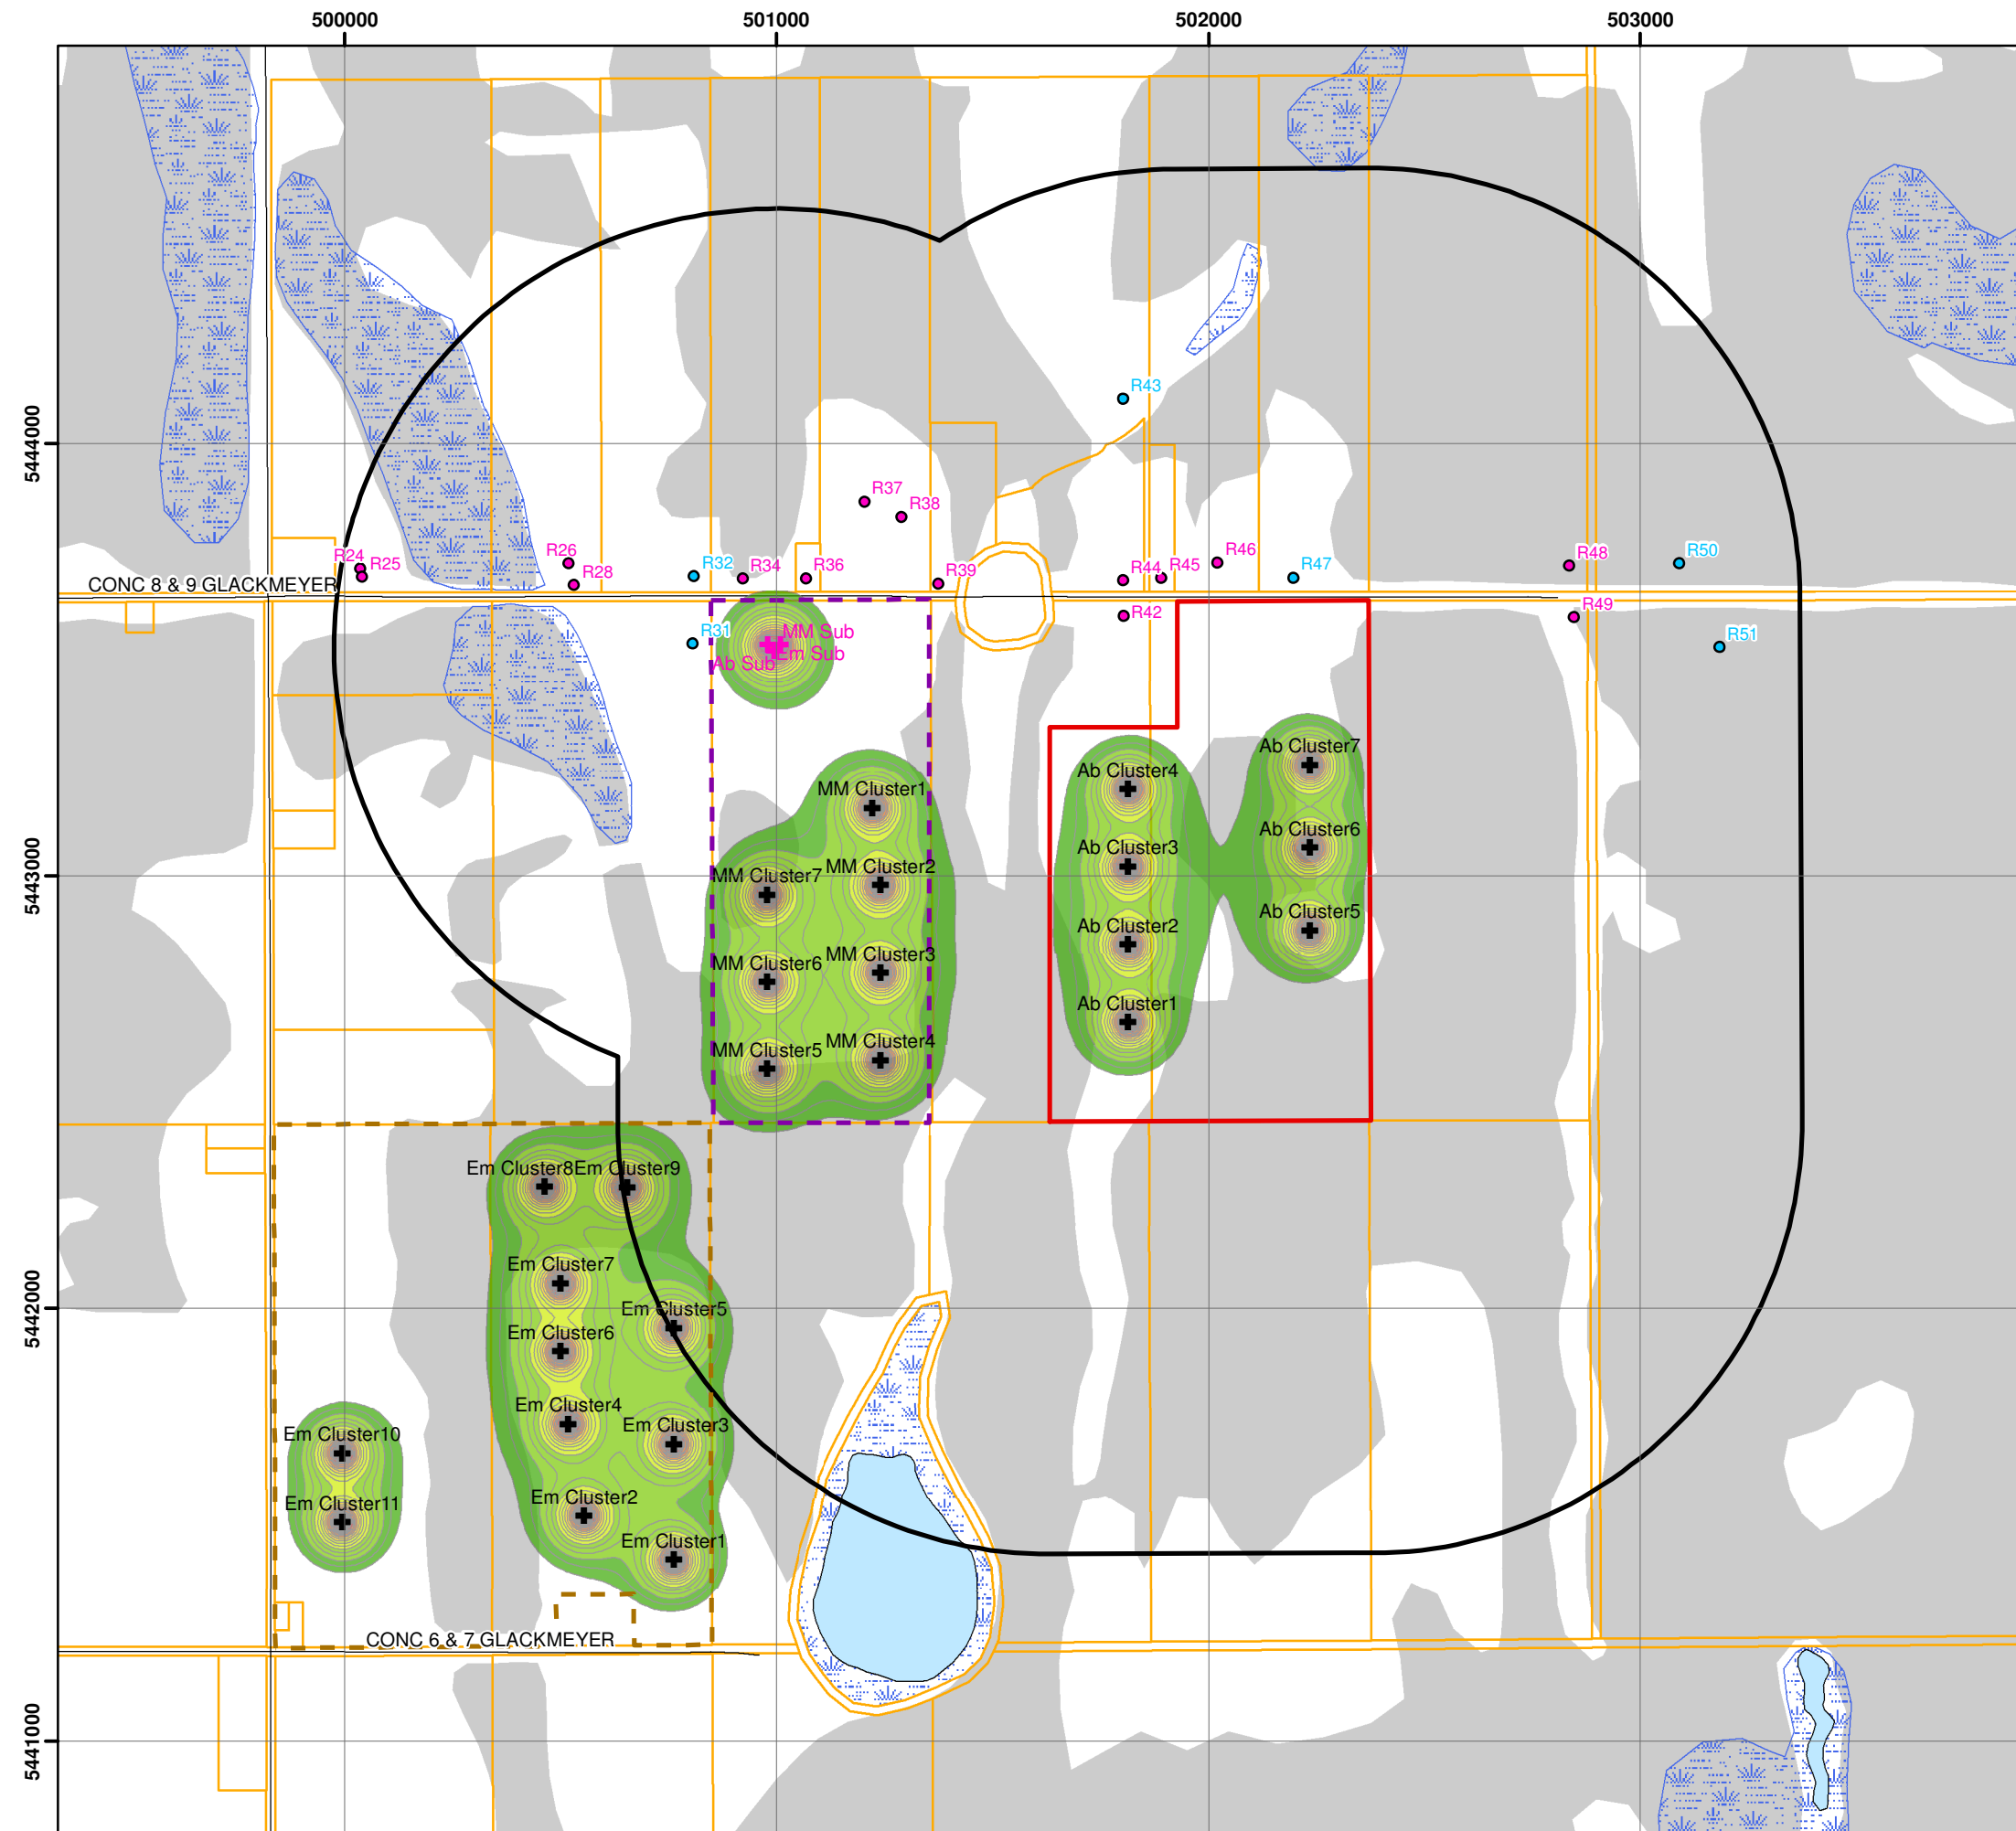 500000
501000
502000
503000
R43
5444000
R37
R38
R24
R25
R26
R28
R32
R34
R36
R39
R44
R45
R46
R47
R48
R50
CONC 8 & 9 GLACKMEYER
R42
R49
R31
MM Sub
R51
Ab Sub
Em Sub
Ab Cluster7
Ab Cluster4
MM Cluster1
Ab Cluster6
Ab Cluster3
MM Cluster2
MM Cluster7
5443000
Ab Cluster5
Ab Cluster2
MM Cluster3
MM Cluster6
Ab Cluster1
MM Cluster4
MM Cluster5
Em Cluster8
Em Cluster9
Em Cluster7
5442000
Em Cluster5
Em Cluster6
Em Cluster4
Em Cluster3
Em Cluster10
Em Cluster2
Em Cluster11
Em Cluster1
CONC 6 & 7 GLACKMEYER
5441000